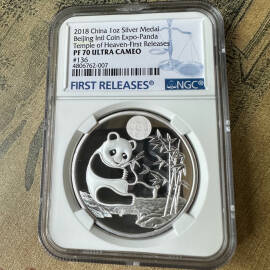 2018 China 1oz Silver Medal
Beijing Intl Coin Expo-Panda
Temple of Heaven-First Releases
PF 70 ULTRA CAMEO
#136
4806762-007
FIRST RELEASES
NGC